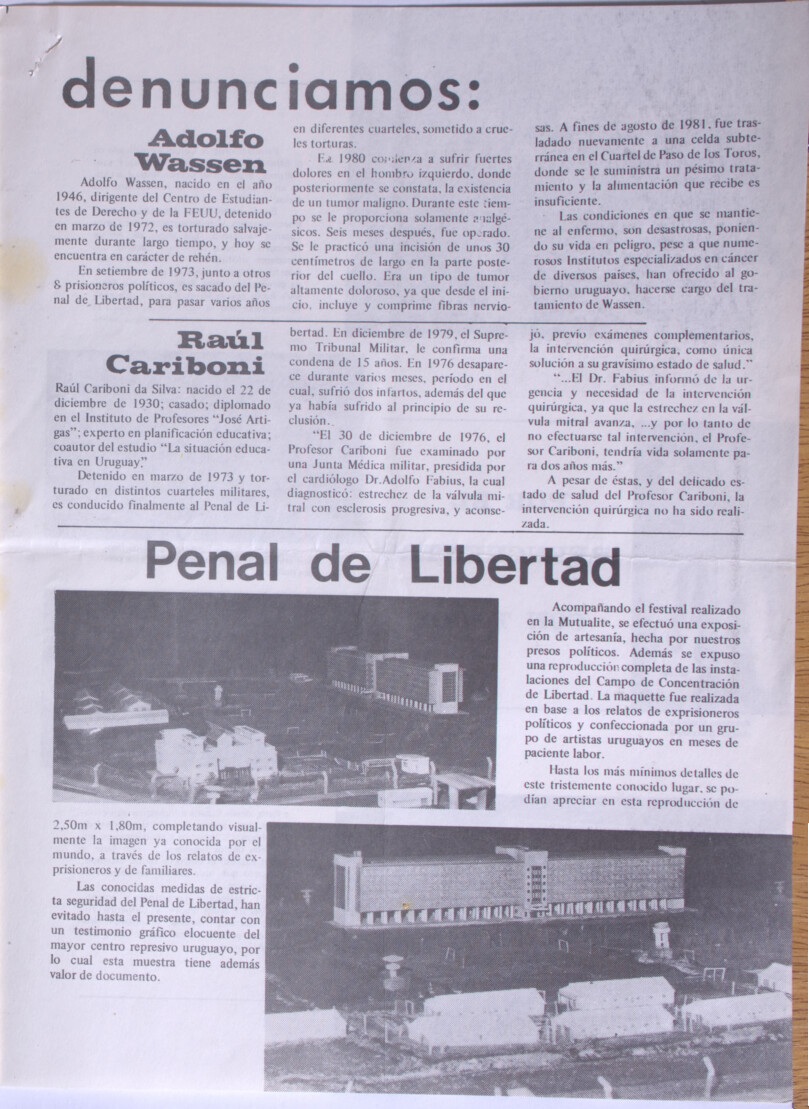 denunciamos:
Adolfo
Wassen
Adolfo Wassen, nacido en el año
1946, dirigente del Centro de Estudian-
tes de Derecho y de la FEUU, detenido
en marzo de 1972, es torturado salvaje-
mente durante largo tiempo, y hoy se
encuentra en carácter de rehén.
En setiembre de 1973, junto a otros
8 prisioneros políticos, es sacado del Pe-
nal de Libertad, para pasar varios años
en diferentes cuarteles, sometido a crue-
les torturas.
En 1980 comienza a sufrir fuertes
dolores en el hombro izquierdo, donde
posteriormente se constata, la existencia
de un tumor maligno. Durante este tiem-
po se le proporciona solamente analgé-
sicos. Seis meses después, fue operado.
Se le practicó una incisión de unos 30
centímetros de largo en la parte poste-
rior del cuello. Era un tipo de tumor
altamente doloroso, ya que desde el ini-
cio, incluye y comprime fibras nervio-
sas. A fines de agosto de 1981, fue tras-
ladado nuevamente a una celda subte-
rránea en el Cuartel de Paso de los Toros,
donde se le suministra un pésimo trata-
miento y la alimentación que recibe es
insuficiente.
Las condiciones en que se mantie-
ne al enfermo, son desastrosas, ponien-
do su vida en peligro, pese a que nume-
rosos Institutos especializados en cáncer
de diversos países, han ofrecido al go-
bierno uruguayo, hacerse cargo del tra-
tamiento de Wassen.
Raúl
Cariboni
Raúl Cariboni da Silva: nacido el 22 de
diciembre de 1930; casado; diplomado
en el Instituto de Profesores “José Arti-
gas”; experto en planificación educativa;
coautor del estudio “La situación educa-
tiva en Uruguay”.
Detenido en marzo de 1973 y tor-
turado en distintos cuarteles militares,
es conducido finalmente al Penal de Li-
bertad. En diciembre de 1979, el Supre-
mo Tribunal Militar, le confirma una
condena de 15 años. En 1976 desapare-
ce durante varios meses, período en el
cual, sufrió dos infartos, además del que
ya había sufrido al principio de su re-
clusión.
“El 30 de diciembre de 1976, el
Profesor Cariboni fue examinado por
una Junta Médica militar, presidida por
el cardiólogo Dr.Adolfo Fabius, la cual
diagnosticó: estrechez de la válvula mi-
tral con esclerosis progresiva, y aconse-
jó, previo exámenes complementarios,
la intervención quirúrgica, como única
solución a su gravísimo estado de salud.”
“...El Dr. Fabius informó de la ur-
gencia y necesidad de la intervención
quirúrgica, ya que la estrechez en la vál-
vula mitral avanza, ...y por lo tanto de
no efectuarse tal intervención, el Profe-
sor Cariboni, tendría vida solamente pa-
ra dos años más.”
A pesar de éstas, y del delicado es-
tado de salud del Profesor Cariboni, la
intervención quirúrgica no ha sido reali-
zada.
Penal de Libertad
Acompañando el festival realizado
en la Mutualite, se efectuó una exposi-
ción de artesanía, hecha por nuestros
presos políticos. Además se expuso
una reproducción completa de las insta-
laciones del Campo de Concentración
de Libertad. La maquette fue realizada
en base a los relatos de exprisioneros
políticos y confeccionada por un gru-
po de artistas uruguayos en meses de
paciente labor.
Hasta los más mínimos detalles de
este tristemente conocido lugar, se po-
dían apreciar en esta reproducción de
2,50m x 1,80m, completando visual-
mente la imagen ya conocida por el
mundo, a través de los relatos de ex-
prisioneros y de familiares.
Las conocidas medidas de estric-
ta seguridad del Penal de Libertad, han
evitado hasta el presente, contar con
un testimonio gráfico elocuente del
mayor centro represivo uruguayo, por
lo cual esta muestra tiene además
valor de documento.